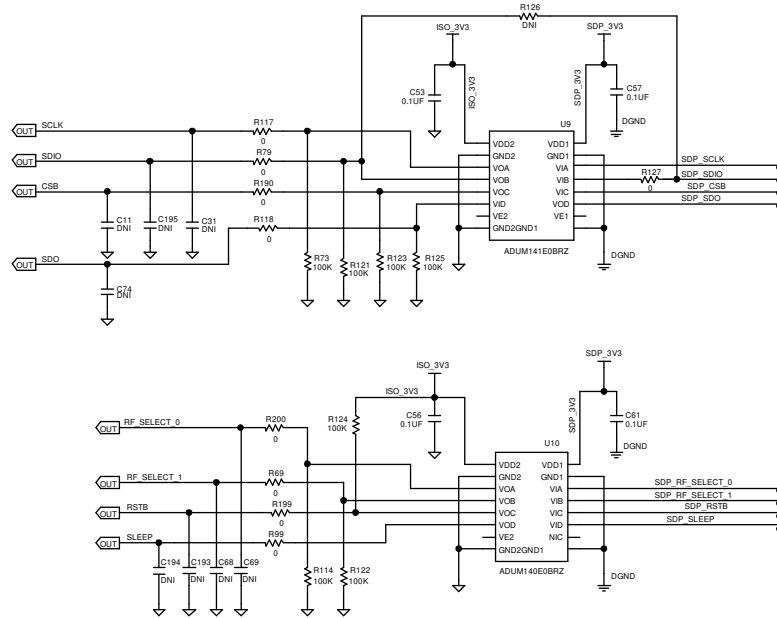 R126
DNI
ISO_3V3
SDP_3V3
C53
0.1UF
ISO_3V3
SDP_3V3
C57
0.1UF
DGND
U9
OUT SCLK
R117
0
VDD2 VDD1
GND2 GND1
VOA VIA
SDP_SCLK
OUT SDIO
R79
0
VOB VIB
R127
0
SDP_SDIO
OUT CSB
R190
0
VOC VIC
SDP_CSB
VID VOD
SDP_SDO
VE2 VE1
GND2GND1
ADUM141E0BRZ
DGND
C11
DNI
C195
DNI
C31
DNI
R118
0
OUT SDO
C74
DNI
R73
100K
R121
100K
R123
100K
R125
100K
SDP_3V3
ISO_3V3
ISO_3V3
SDP_3V3
C56
0.1UF
C61
0.1UF
DGND
R124
100K
U10
OUT RF_SELECT_0
R200
0
VDD2 VDD1
GND2 GND1
OUT RF_SELECT_1
R69
0
VOA VIA
SDP_RF_SELECT_0
VOB VIB
SDP_RF_SELECT_1
OUT RSTB
R199
0
VOC VIC
SDP_RSTB
VOD VID
SDP_SLEEP
OUT SLEEP
R99
0
VE2 NIC
GND2GND1
ADUM140E0BRZ
DGND
C194
DNI
C193
DNI
C68
DNI
C69
DNI
R114
100K
R122
100K